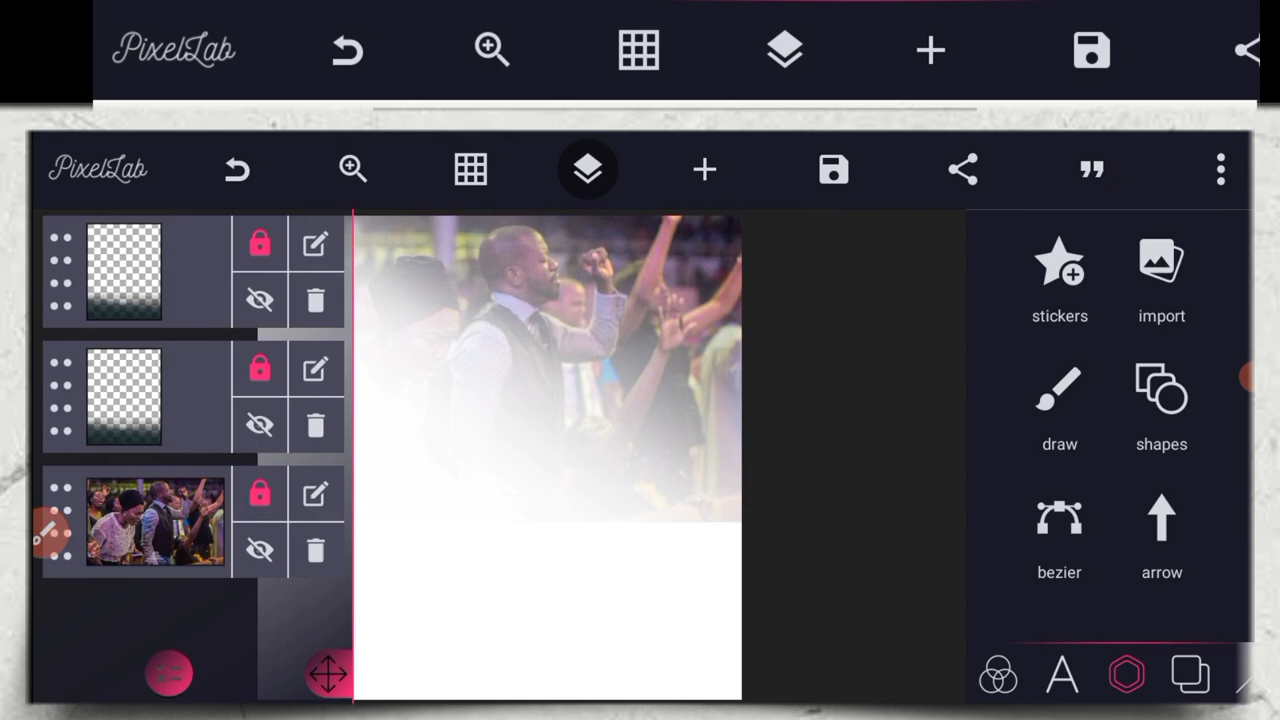 PixelLab
PixelLab
stickers
import
draw
shapes
bezier
arrow